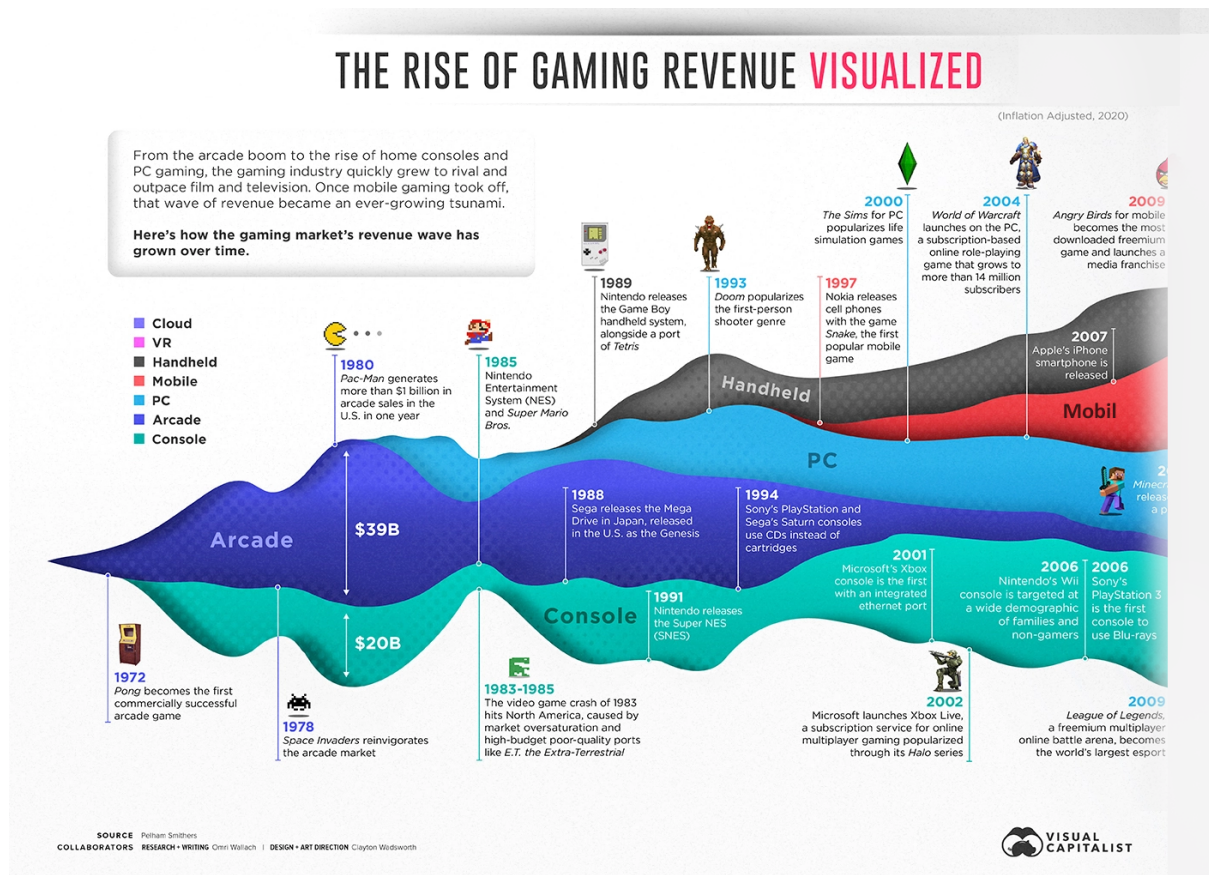 THE RISE OF GAMING REVENUE VISUALIZED
(Inflation Adjusted, 2020)
From the arcade boom to the rise of home consoles and
PC gaming, the gaming industry quickly grew to rival and
outpace film and television. Once mobile gaming took off,
that wave of revenue became an ever-growing tsunami.
Here's how the gaming market's revenue wave has
grown over time.
Cloud
VR
Handheld
Mobile
PC
Arcade
Console
1980
Pac-Man generates
more than $1 billion in
arcade sales in the
U.S. in one year
1985
Nintendo
Entertainment
System (NES)
and Super Mario
Bros.
1989
Nintendo releases
the Game Boy
handheld system,
alongside a port
of Tetris
1993
Doom popularizes
the first-person
shooter genre
1997
Nokia releases
cell phones
with the game
Snake, the first
popular mobile
game
2000
The Sims for PC
popularizes life
simulation games
2004
World of Warcraft
launches on the PC,
a subscription-based
online role-playing
game that grows to
more than 14 million
subscribers
2009
Angry Birds for mobile
becomes the most
downloaded freemium
game and launches a
media franchise
2007
Apple's iPhone
smartphone is
released
Handheld
Mobil
PC
Arcade
$39B
$20B
Console
1988
Sega releases the Mega
Drive in Japan, released
in the U.S. as the Genesis
1994
Sony's PlayStation and
Sega's Saturn consoles
use CDs instead of
cartridges
1991
Nintendo releases
the Super NES
(SNES)
2001
Microsoft's Xbox
console is the first
with an integrated
ethernet port
2006
Nintendo's Wii
console is targeted at
a wide demographic
of families and
non-gamers
2006
Sony's
PlayStation 3
is the first
console to
use Blu-rays
1972
Pong becomes the first
commercially successful
arcade game
1978
Space Invaders reinvigorates
the arcade market
1983-1985
The video game crash of 1983
hits North America, caused by
market oversaturation and
high-budget poor-quality ports
like E.T. the Extra-Terrestrial
2002
Microsoft launches Xbox Live,
a subscription service for online
multiplayer gaming popularized
through its Halo series
2009
League of Legends,
a freemium multiplayer
online battle arena, becomes
the world's largest esport
SOURCE Pelham Smithers
COLLABORATORS RESEARCH + WRITING Omri Wallach | DESIGN + ART DIRECTION Clayton Wadsworth
VISUAL
CAPITALIST